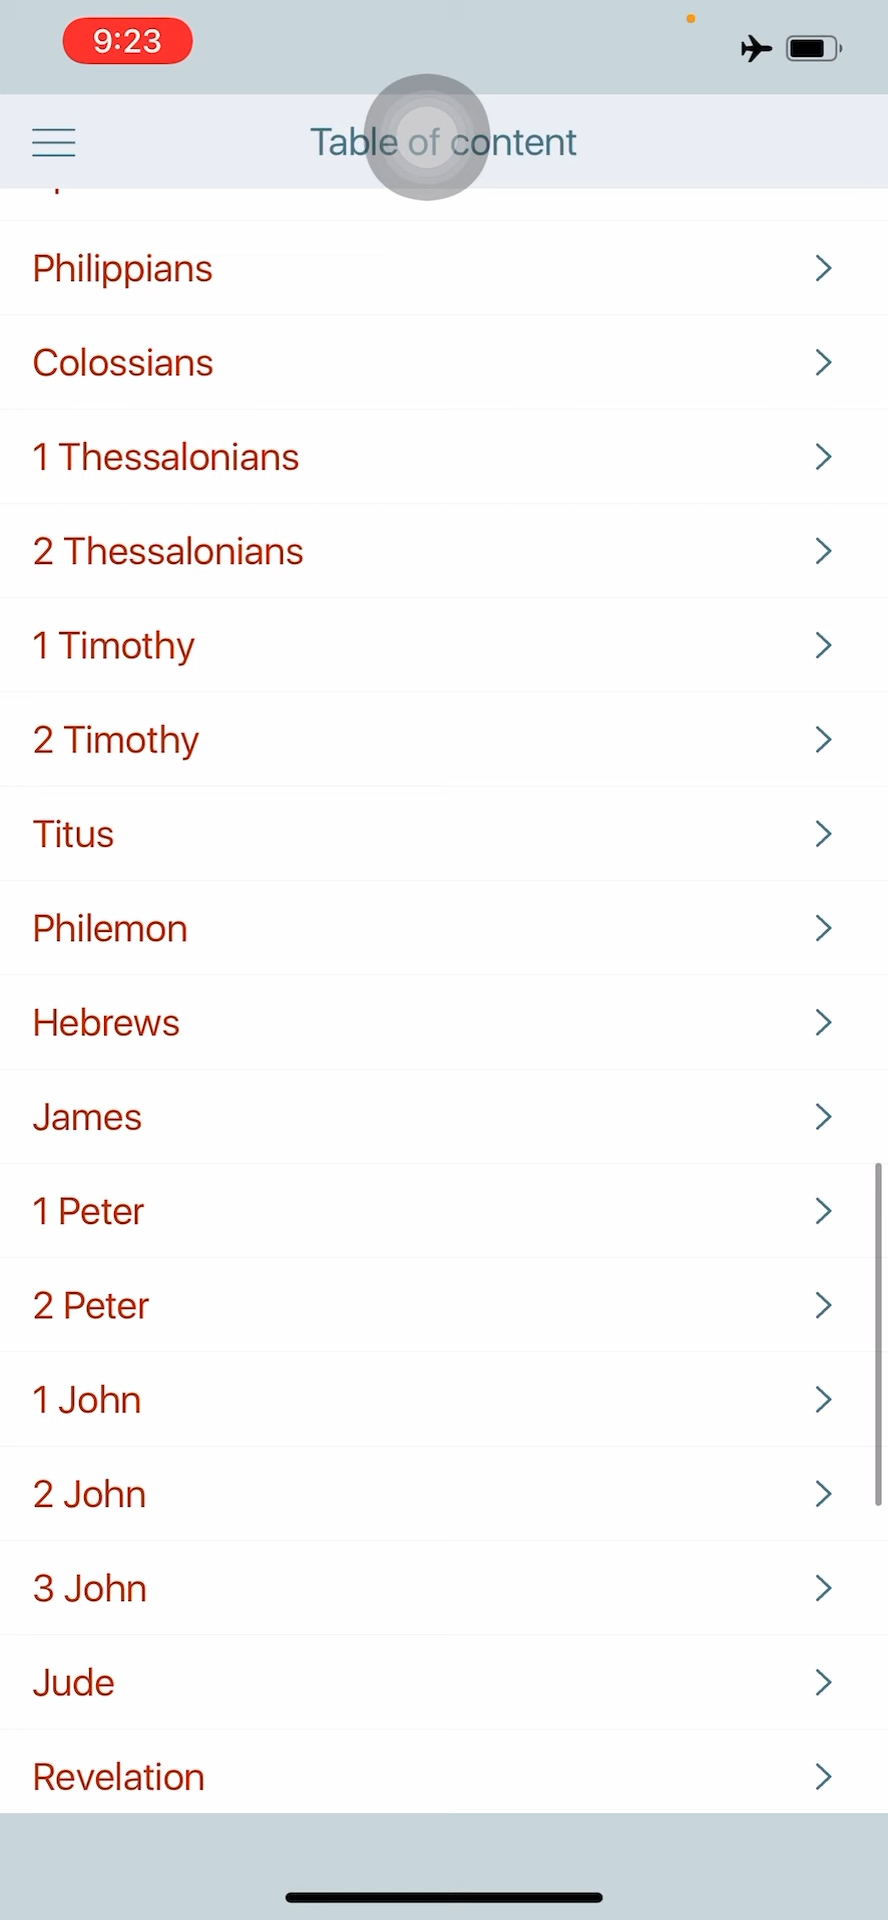 9:23
Table of content
Philippians
Colossians
1 Thessalonians
2 Thessalonians
1 Timothy
2 Timothy
Titus
Philemon
Hebrews
James
1 Peter
2 Peter
1 John
2 John
3 John
Jude
Revelation